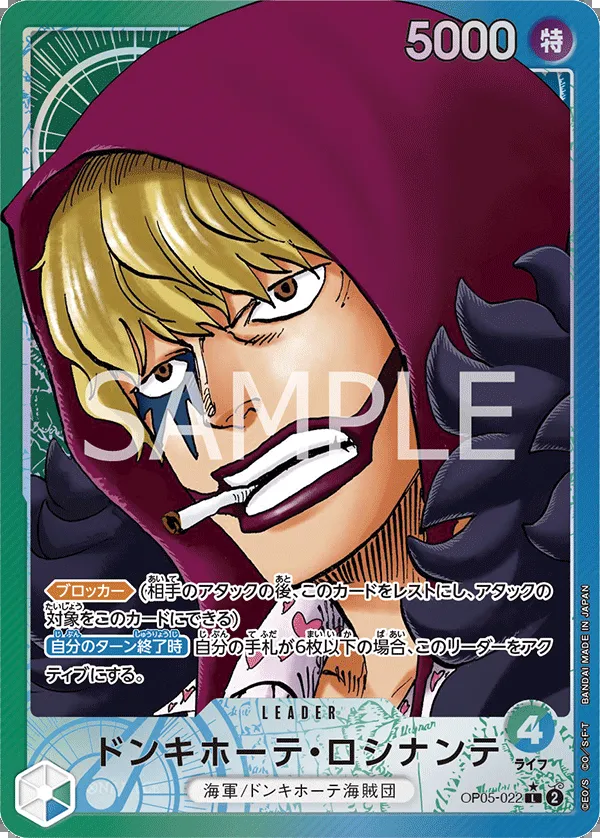 5000 特
SAMPLE
ブロッカー (相手のアタックの後、このカードをレストにし、アタックの
対象をこのカードにできる)
自分のターン終了時 自分の手札が6枚以下の場合、このリーダーをアク
ティブにする。
LEADER
ドンキホーテ・ロシナンテ
4
ライフ
海軍/ドンキホーテ海賊団
OP05-022 L 2
©EO/S ©O/S･F･T BANDAI MADE IN JAPAN